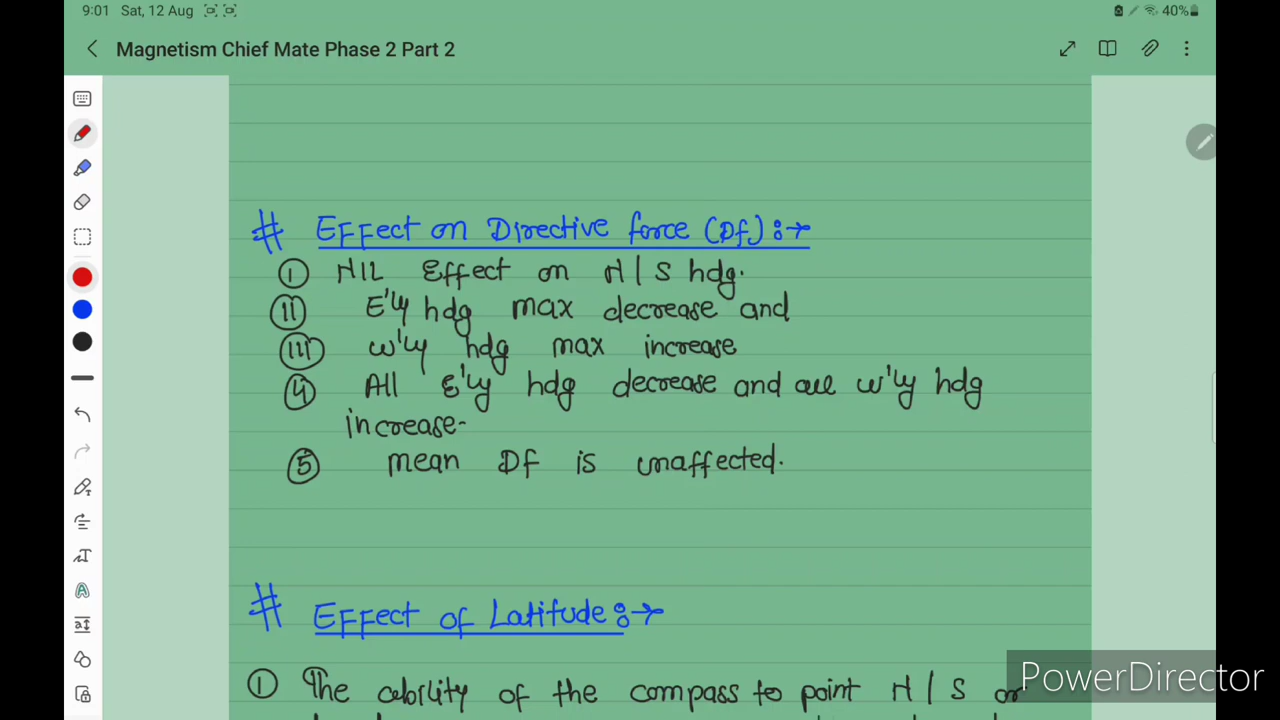 9:01 Sat, 12 Aug
40%
Magnetism Chief Mate Phase 2 Part 2
# Effect on Directive force (Df) :→
① NIL Effect on N/S hdg.
⑪ E'ly hdg max decrease and
⑪ⁱ w'ly hdg max increase
④ All E'ly hdg decrease and all w'ly hdg
increase-
⑤ mean Df is unaffected.
# Effect of Latitude :→
① The ability of the compass to point N/S or
PowerDirector